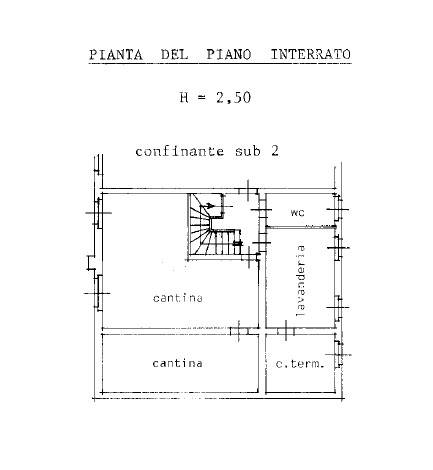 PIANTA DEL PIANO INTERRATO
H = 2,50
confinante sub 2
wc
lavanderia
cantina
cantina
c.term.